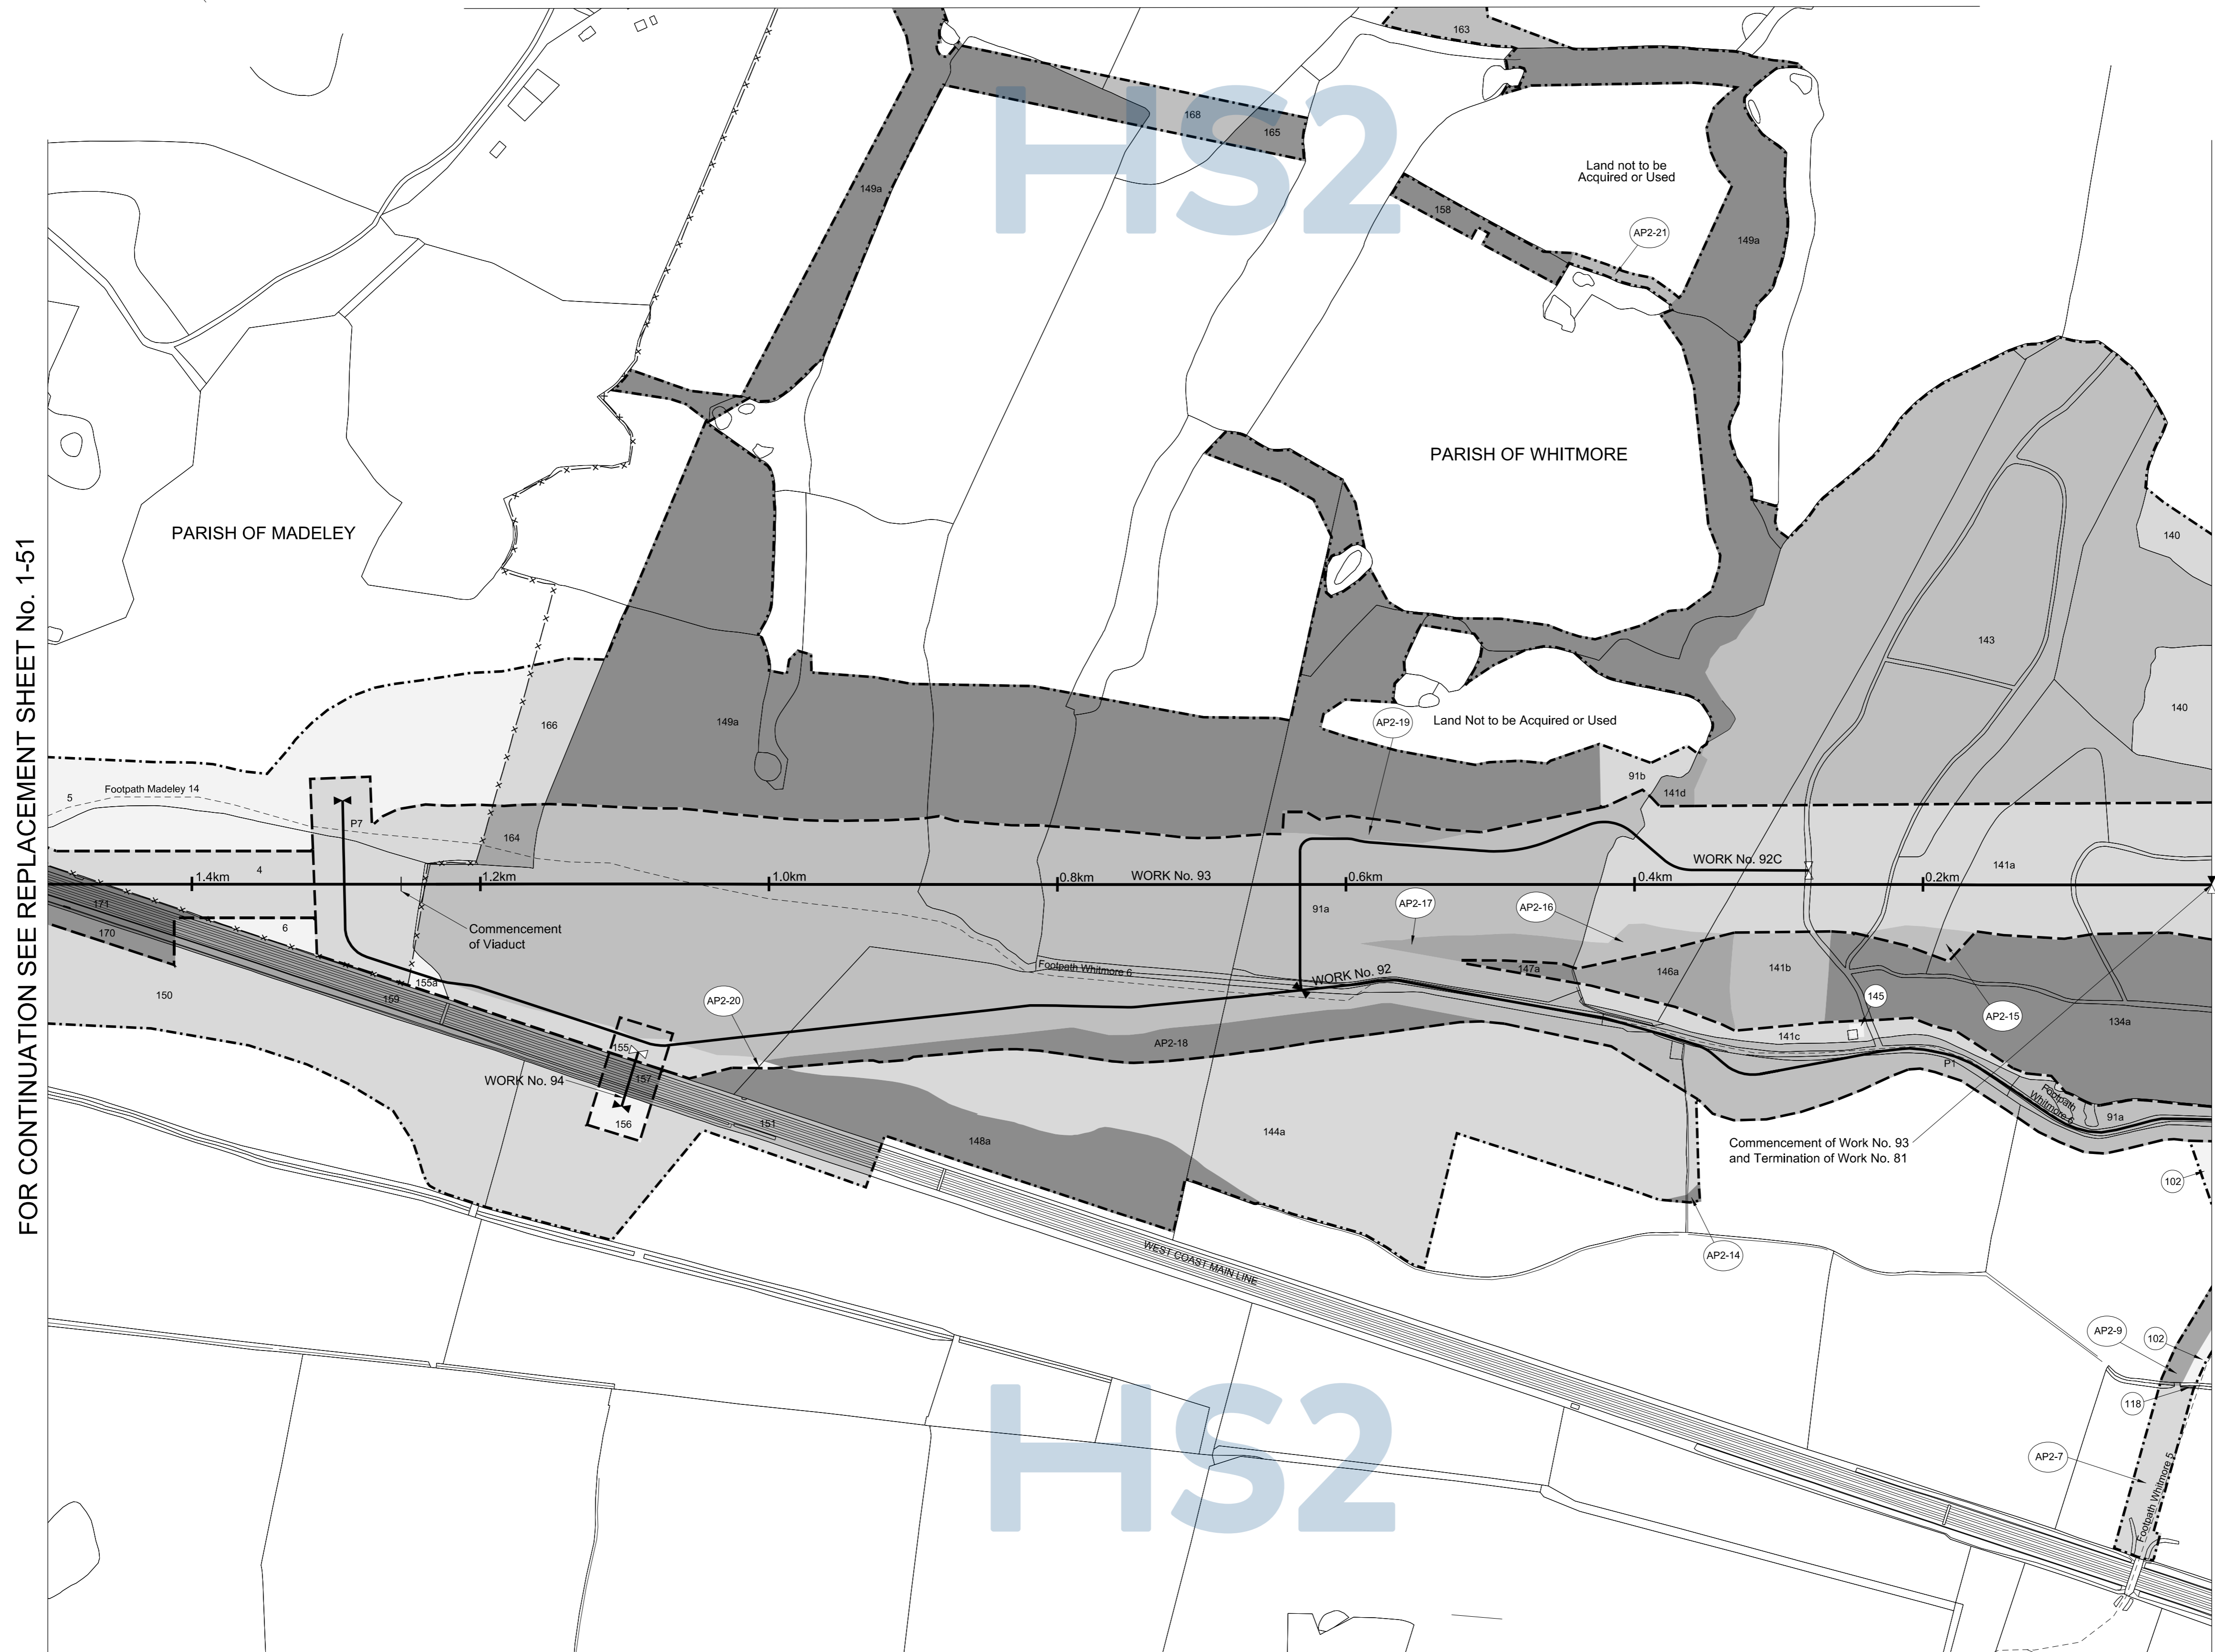 163
HS2
168
165
Land not to be
Acquired or Used
149a
158
AP2-21
149a
PARISH OF WHITMORE
PARISH OF MADELEY
140
FOR CONTINUATION SEE REPLACEMENT SHEET No. 1-51
143
166
149a
AP2-19
Land Not to be Acquired or Used
140
91b
141d
5
Footpath Madeley 14
P7
164
WORK No. 92C
141a
4
1.4km
1.2km
1.0km
0.8km
WORK No. 93
0.6km
0.4km
0.2km
171
170
6
91a
AP2-17
AP2-16
Commencement
of Viaduct
Footpath Whitmore 6
WORK No. 92
147a
146a
141b
155a
159
150
AP2-20
145
AP2-15
134a
141c
AP2-18
155
157
WORK No. 94
P1
Footpath
Whitmore 6
91a
156
151
148a
144a
Commencement of Work No. 93
and Termination of Work No. 81
102
WEST COAST MAIN LINE
AP2-14
AP2-9
102
118
HS2
AP2-7
Footpath Whitmore 5